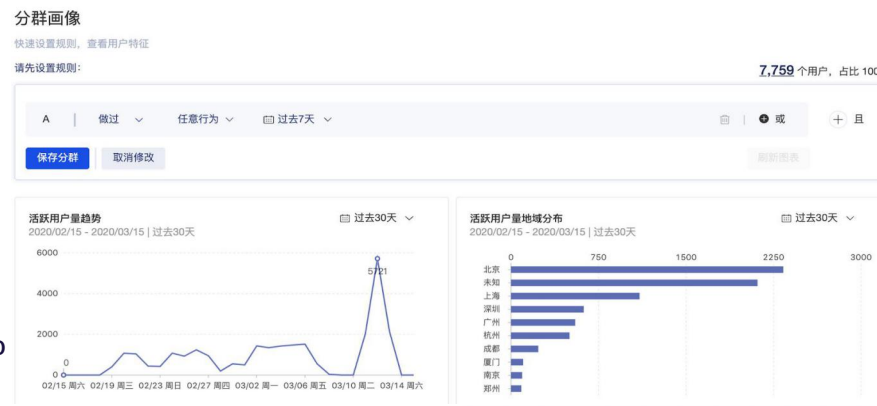 分群画像
快速设置规则，查看用户特征
请先设置规则：
7,759 个用户，占比 100
A | 做过 任意行为 过去7天 或 且
保存分群 取消修改 刷新图表
活跃用户量趋势 过去30天
2020/02/15 - 2020/03/15 | 过去30天
6000
5721
4000
2000
0
0
02/15 周六 02/19 周三 02/23 周日 02/27 周四 03/02 周一 03/06 周五 03/10 周二 03/14 周六
活跃用户量地域分布 过去30天
2020/02/15 - 2020/03/15 | 过去30天
0 750 1500 2250 3000
北京
未知
上海
深圳
广州
杭州
成都
厦门
南京
郑州